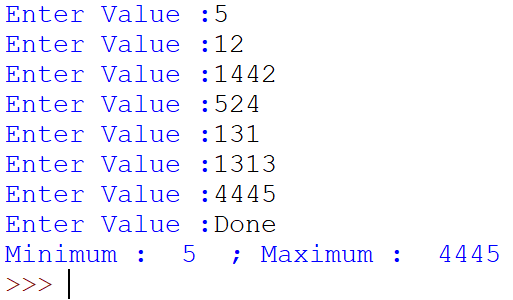 Enter Value :5
Enter Value :12
Enter Value :1442
Enter Value :524
Enter Value :131
Enter Value :1313
Enter Value :4445
Enter Value :Done
Minimum :  5  ; Maximum :  4445
>>>